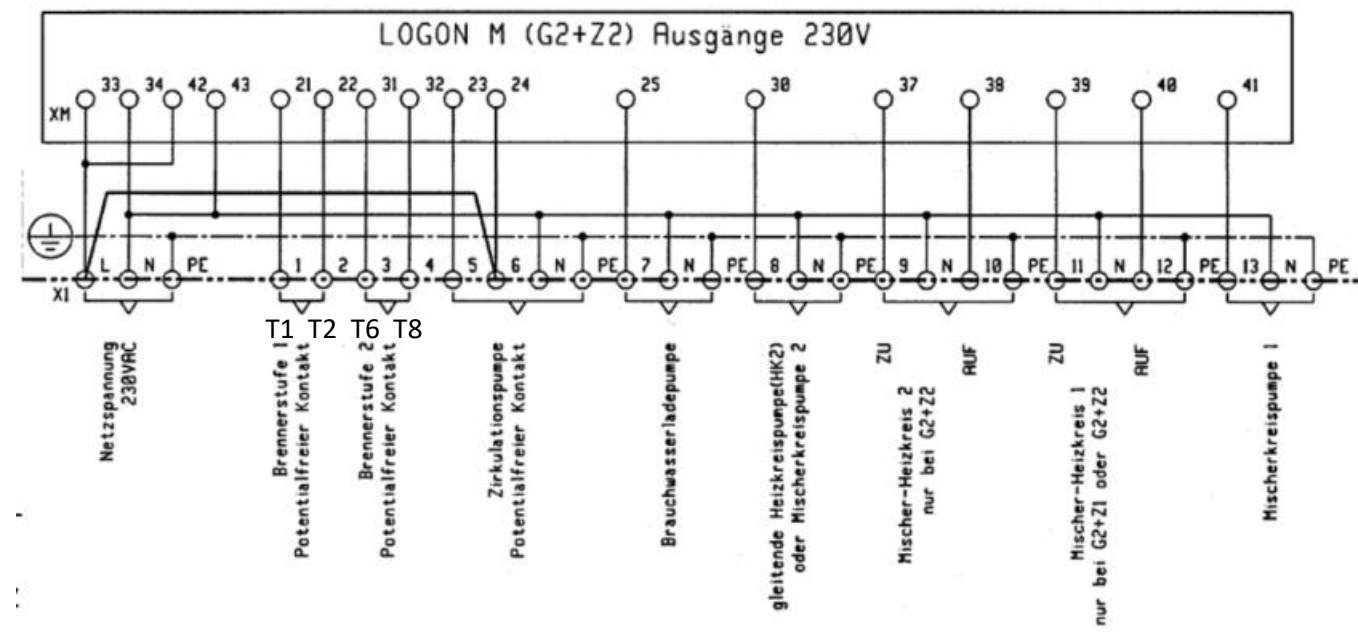 LOGON M (G2+Z2) Ausgänge 230V
XM 33 34 42 43 21 22 31 32 23 24 25 30 37 38 39 40 41
X1 L N PE 1 2 3 4 5 6 N PE 7 N PE 8 N PE 9 N 10 PE 11 N 12 PE 13 N PE
T1 T2 T6 T8
Netzspannung
230VAC
Brennerstufe 1
Potentialfreier Kontakt
Brennerstufe 2
Potentialfreier Kontakt
Zirkulationspumpe
Potentialfreier Kontakt
Brauchwasserladepumpe
gleitende Heizkreispumpe(HK2)
oder Mischerkreispumpe 2
ZU
Mischer-Heizkreis 2
nur bei G2+Z2
AUF
ZU
Mischer-Heizkreis 1
nur bei G2+Z1 oder G2+Z2
AUF
Mischerkreispumpe 1